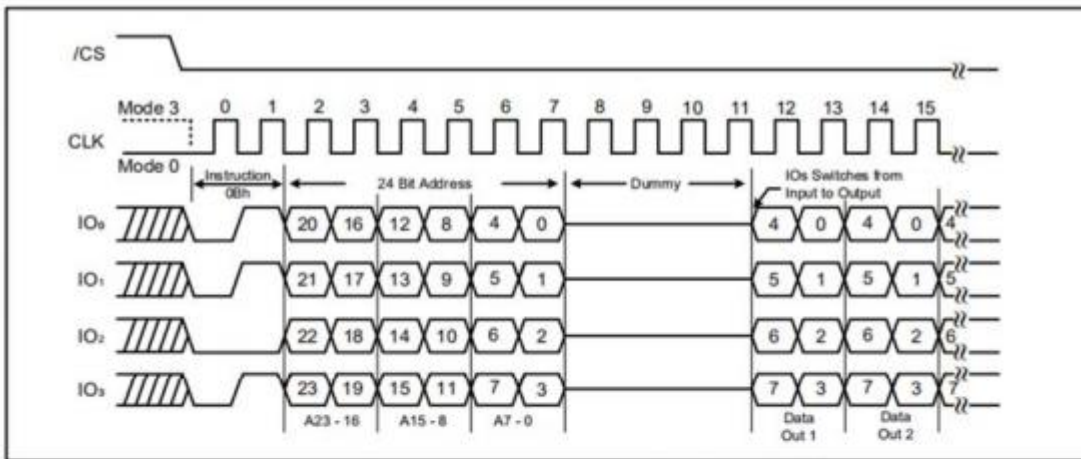 /CS
Mode 3 0 1 2 3 4 5 6 7 8 9 10 11 12 13 14 15
CLK
Mode 0
Instruction 24 Bit Address Dummy IOs Switches from
0Bh Input to Output
IO₀ 20 16 12 8 4 0 4 0 4 0 4
IO₁ 21 17 13 9 5 1 5 1 5 1 5
IO₂ 22 18 14 10 6 2 6 2 6 2 6
IO₃ 23 19 15 11 7 3 7 3 7 3 7
A23 - 16 A15 - 8 A7 - 0 Data Data
Out 1 Out 2